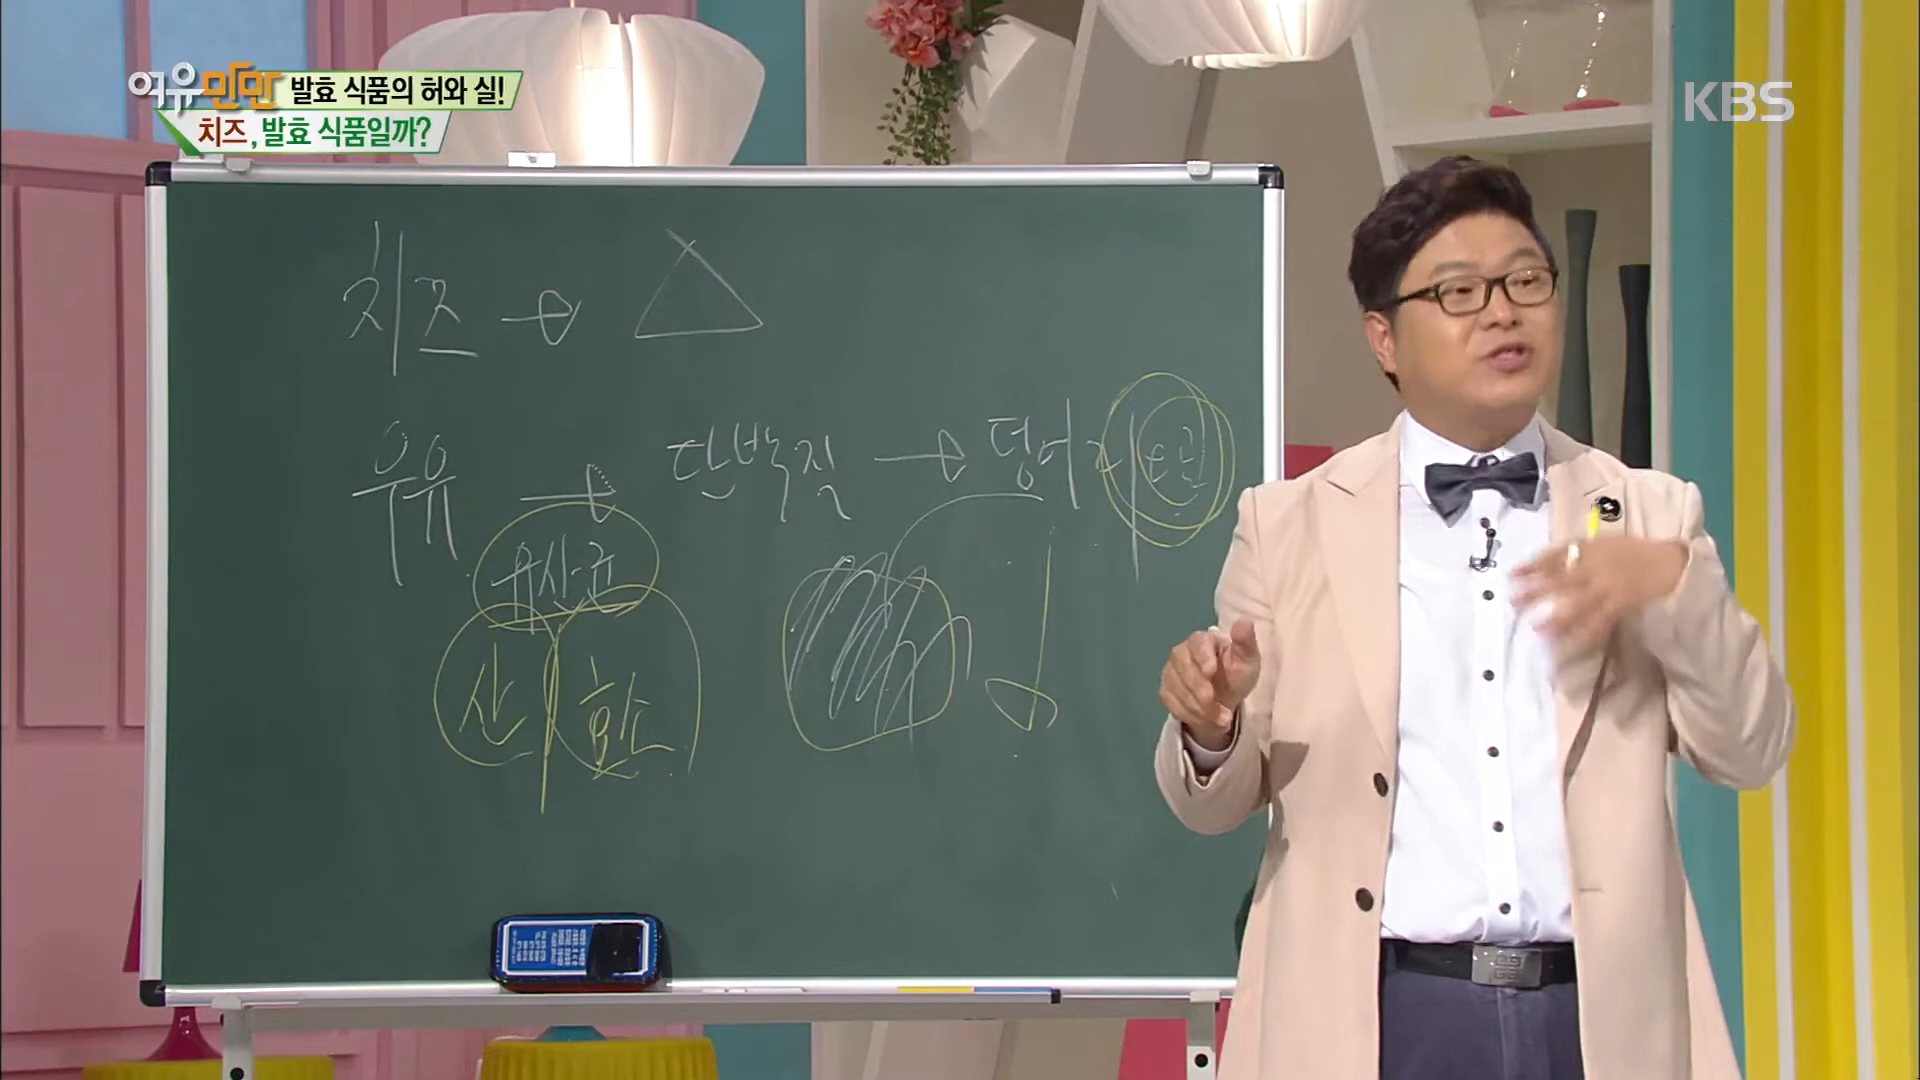 여유만만 발효 식품의 허와 실!
치즈, 발효 식품일까?
KBS
치즈 → △
우유 → 단백질 → 덩어리
유산균
산 효소